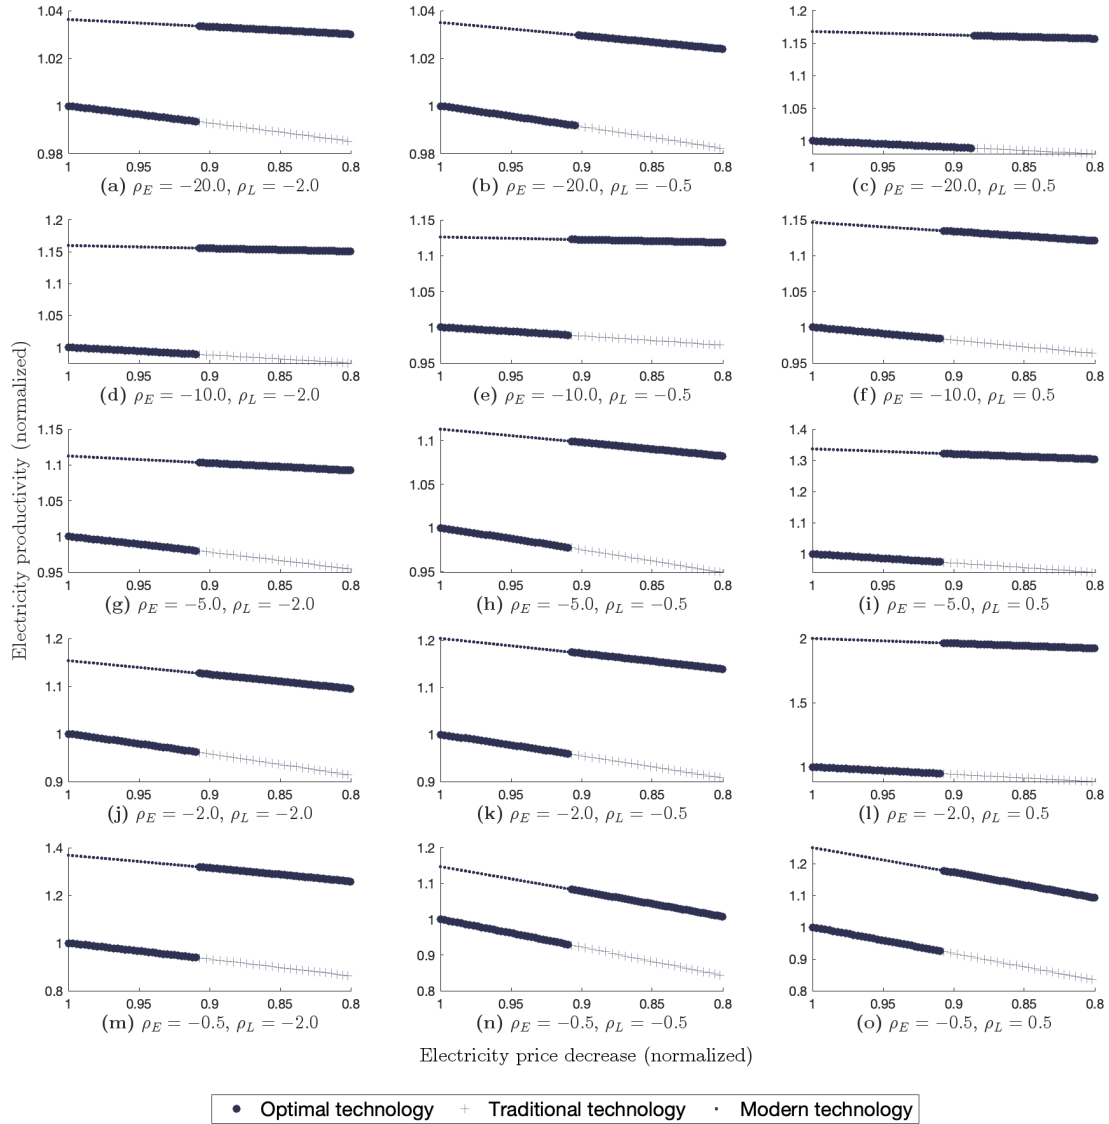 1.04
1.02
1
0.98
1 0.95 0.9 0.85 0.8
(a) ρE = −20.0, ρL = −2.0
1.04
1.02
1
0.98
1 0.95 0.9 0.85 0.8
(b) ρE = −20.0, ρL = −0.5
1.2
1.15
1.1
1.05
1
1 0.95 0.9 0.85 0.8
(c) ρE = −20.0, ρL = 0.5
1.2
1.15
1.1
1.05
1
1 0.95 0.9 0.85 0.8
(d) ρE = −10.0, ρL = −2.0
1.15
1.1
1.05
1
0.95
1 0.95 0.9 0.85 0.8
(e) ρE = −10.0, ρL = −0.5
1.15
1.1
1.05
1
0.95
1 0.95 0.9 0.85 0.8
(f) ρE = −10.0, ρL = 0.5
Electricity productivity (normalized)
1.15
1.1
1.05
1
0.95
1 0.95 0.9 0.85 0.8
(g) ρE = −5.0, ρL = −2.0
1.1
1.05
1
0.95
1 0.95 0.9 0.85 0.8
(h) ρE = −5.0, ρL = −0.5
1.4
1.3
1.2
1.1
1
1 0.95 0.9 0.85 0.8
(i) ρE = −5.0, ρL = 0.5
1.2
1.1
1
0.9
1 0.95 0.9 0.85 0.8
(j) ρE = −2.0, ρL = −2.0
1.2
1.1
1
0.9
1 0.95 0.9 0.85 0.8
(k) ρE = −2.0, ρL = −0.5
2
1.5
1
1 0.95 0.9 0.85 0.8
(l) ρE = −2.0, ρL = 0.5
1.4
1.2
1
0.8
1 0.95 0.9 0.85 0.8
(m) ρE = −0.5, ρL = −2.0
1.2
1.1
1
0.9
0.8
1 0.95 0.9 0.85 0.8
(n) ρE = −0.5, ρL = −0.5
1.2
1.1
1
0.9
0.8
1 0.95 0.9 0.85 0.8
(o) ρE = −0.5, ρL = 0.5
Electricity price decrease (normalized)
Optimal technology Traditional technology Modern technology